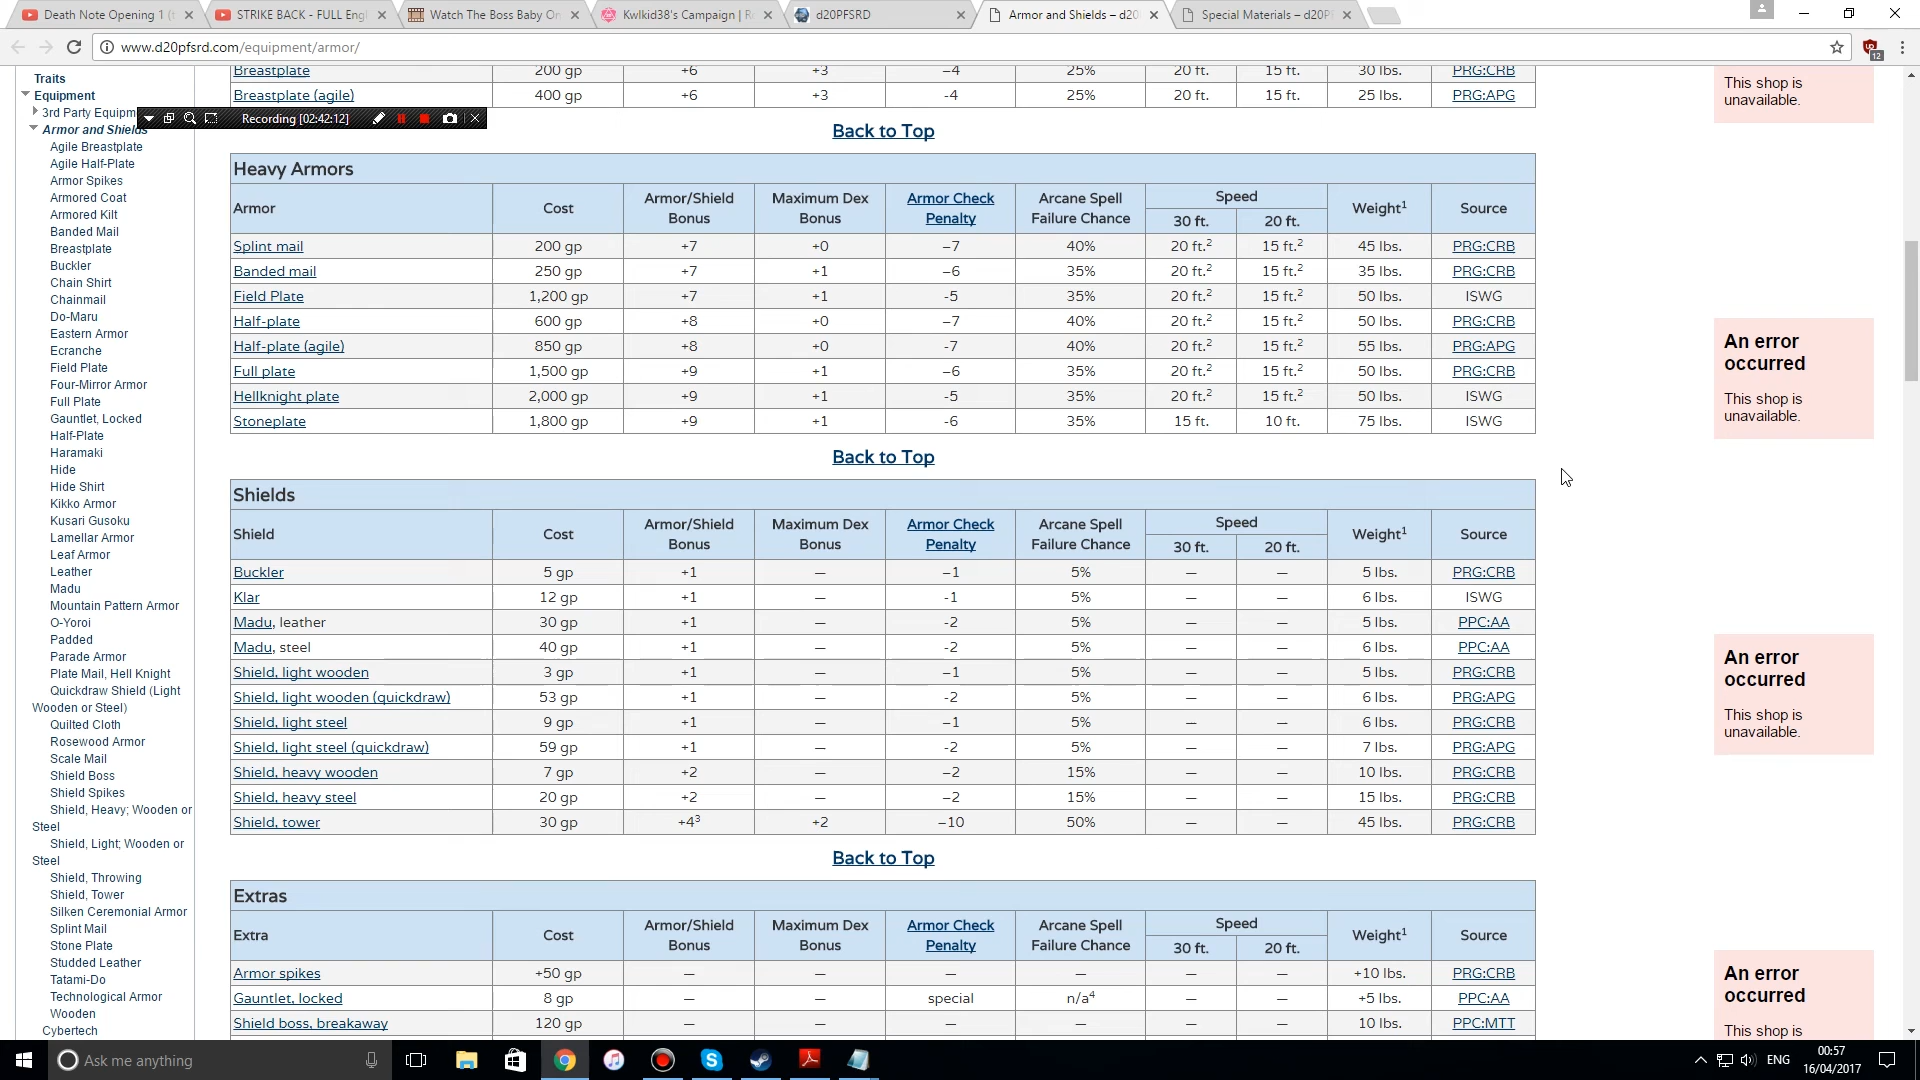 Death Note Opening 1 (t
STRIKE BACK - FULL Engl
Watch The Boss Baby On
Kwlkid38's Campaign | R
d20PFSRD
Armor and Shields – d20
Special Materials – d20P
www.d20pfsrd.com/equipment/armor/
12
Traits
Equipment
3rd Party Equipm
Armor and Shields
Agile Breastplate
Agile Half-Plate
Armor Spikes
Armored Coat
Armored Kilt
Banded Mail
Breastplate
Buckler
Chain Shirt
Chainmail
Do-Maru
Eastern Armor
Ecranche
Field Plate
Four-Mirror Armor
Full Plate
Gauntlet, Locked
Half-Plate
Haramaki
Hide
Hide Shirt
Kikko Armor
Kusari Gusoku
Lamellar Armor
Leaf Armor
Leather
Madu
Mountain Pattern Armor
O-Yoroi
Padded
Parade Armor
Plate Mail, Hell Knight
Quickdraw Shield (Light
Wooden or Steel)
Quilted Cloth
Rosewood Armor
Scale Mail
Shield Boss
Shield Spikes
Shield, Heavy; Wooden or
Steel
Shield, Light; Wooden or
Steel
Shield, Throwing
Shield, Tower
Silken Ceremonial Armor
Splint Mail
Stone Plate
Studded Leather
Tatami-Do
Technological Armor
Wooden
Cybertech
Recording [02:42:12]
Breastplate 200 gp +6 +3 –4 25% 20 ft. 15 ft. 30 lbs. PRG:CRB
Breastplate (agile) 400 gp +6 +3 -4 25% 20 ft. 15 ft. 25 lbs. PRG:APG
Back to Top
Heavy Armors
Armor Cost Armor/Shield Bonus Maximum Dex Bonus Armor Check Penalty Arcane Spell Failure Chance Speed Weight1 Source
30 ft. 20 ft.
Splint mail 200 gp +7 +0 –7 40% 20 ft.2 15 ft.2 45 lbs. PRG:CRB
Banded mail 250 gp +7 +1 –6 35% 20 ft.2 15 ft.2 35 lbs. PRG:CRB
Field Plate 1,200 gp +7 +1 -5 35% 20 ft.2 15 ft.2 50 lbs. ISWG
Half-plate 600 gp +8 +0 –7 40% 20 ft.2 15 ft.2 50 lbs. PRG:CRB
Half-plate (agile) 850 gp +8 +0 -7 40% 20 ft.2 15 ft.2 55 lbs. PRG:APG
Full plate 1,500 gp +9 +1 –6 35% 20 ft.2 15 ft.2 50 lbs. PRG:CRB
Hellknight plate 2,000 gp +9 +1 -5 35% 20 ft.2 15 ft.2 50 lbs. ISWG
Stoneplate 1,800 gp +9 +1 -6 35% 15 ft. 10 ft. 75 lbs. ISWG
Back to Top
Shields
Shield Cost Armor/Shield Bonus Maximum Dex Bonus Armor Check Penalty Arcane Spell Failure Chance Speed Weight1 Source
30 ft. 20 ft.
Buckler 5 gp +1 — –1 5% — — 5 lbs. PRG:CRB
Klar 12 gp +1 — -1 5% — — 6 lbs. ISWG
Madu, leather 30 gp +1 — -2 5% — — 5 lbs. PPC:AA
Madu, steel 40 gp +1 — -2 5% — — 6 lbs. PPC:AA
Shield, light wooden 3 gp +1 — –1 5% — — 5 lbs. PRG:CRB
Shield, light wooden (quickdraw) 53 gp +1 — -2 5% — — 6 lbs. PRG:APG
Shield, light steel 9 gp +1 — –1 5% — — 6 lbs. PRG:CRB
Shield, light steel (quickdraw) 59 gp +1 — -2 5% — — 7 lbs. PRG:APG
Shield, heavy wooden 7 gp +2 — –2 15% — — 10 lbs. PRG:CRB
Shield, heavy steel 20 gp +2 — –2 15% — — 15 lbs. PRG:CRB
Shield, tower 30 gp +43 +2 –10 50% — — 45 lbs. PRG:CRB
Back to Top
Extras
Extra Cost Armor/Shield Bonus Maximum Dex Bonus Armor Check Penalty Arcane Spell Failure Chance Speed Weight1 Source
30 ft. 20 ft.
Armor spikes +50 gp — — — — — — +10 lbs. PRG:CRB
Gauntlet, locked 8 gp — — special n/a4 — — +5 lbs. PPC:AA
Shield boss, breakaway 120 gp — — — — — — 10 lbs. PPC:MTT
This shop is
unavailable.
An error
occurred
This shop is
unavailable.
An error
occurred
This shop is
unavailable.
An error
occurred
This shop is
Ask me anything
ENG
00:57
16/04/2017